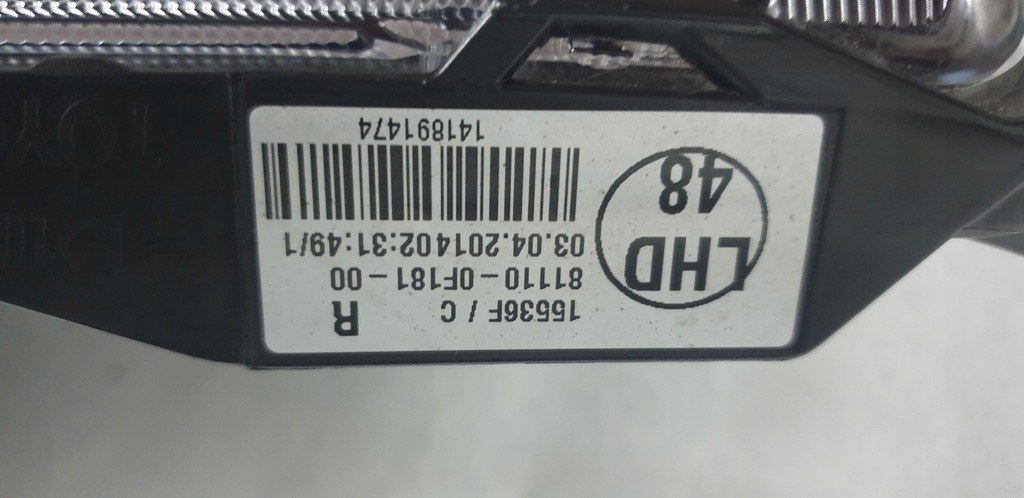 15536F / C
R
81110-0F181-00
03.04.201402:31:49/1
141891474
LHD
48